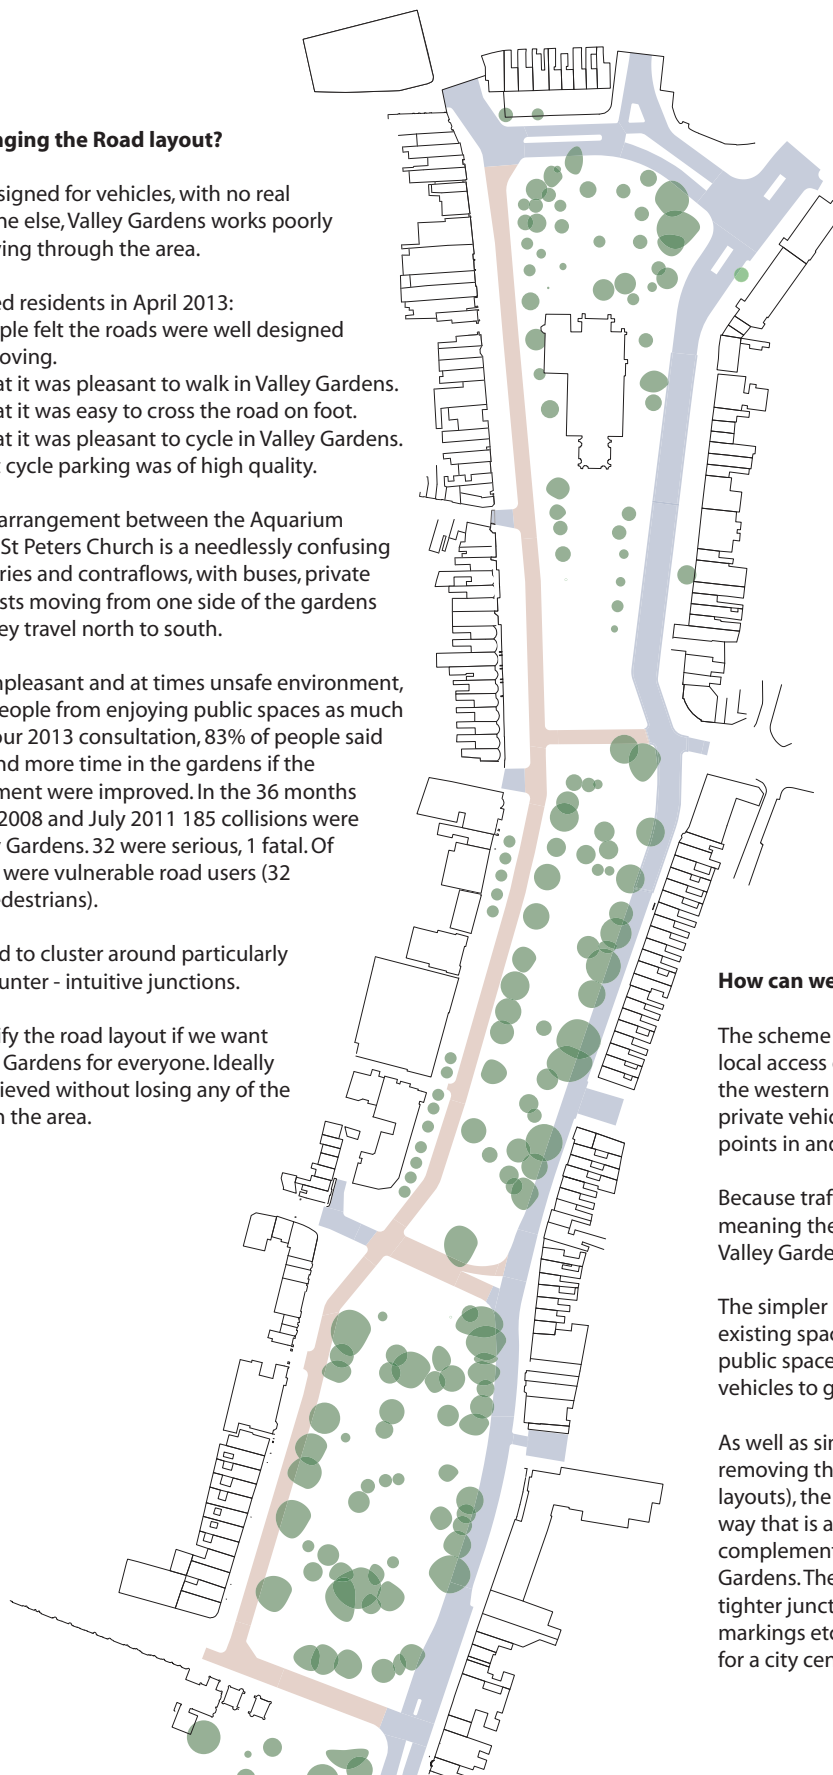 nging the Road layout?
signed for vehicles, with no real
ne else, Valley Gardens works poorly
ving through the area.
ed residents in April 2013:
ple felt the roads were well designed
oving.
at it was pleasant to walk in Valley Gardens.
at it was easy to cross the road on foot.
at it was pleasant to cycle in Valley Gardens.
t cycle parking was of high quality.
arrangement between the Aquarium
St Peters Church is a needlessly confusing
ries and contraflows, with buses, private
sts moving from one side of the gardens
ey travel north to south.
npleasant and at times unsafe environment,
people from enjoying public spaces as much
our 2013 consultation, 83% of people said
nd more time in the gardens if the
ment were improved. In the 36 months
2008 and July 2011 185 collisions were
y Gardens. 32 were serious, 1 fatal. Of
were vulnerable road users (32
edestrians).
d to cluster around particularly
unter - intuitive junctions.
ify the road layout if we want
Gardens for everyone. Ideally
ieved without losing any of the
n the area.
How can we
The scheme
local access
the western
private vehic
points in and
Because traf
meaning the
Valley Garde
The simpler
existing spac
public space
vehicles to g
As well as sin
removing th
layouts), the
way that is a
complement
Gardens. The
tighter junct
markings etc
for a city cen